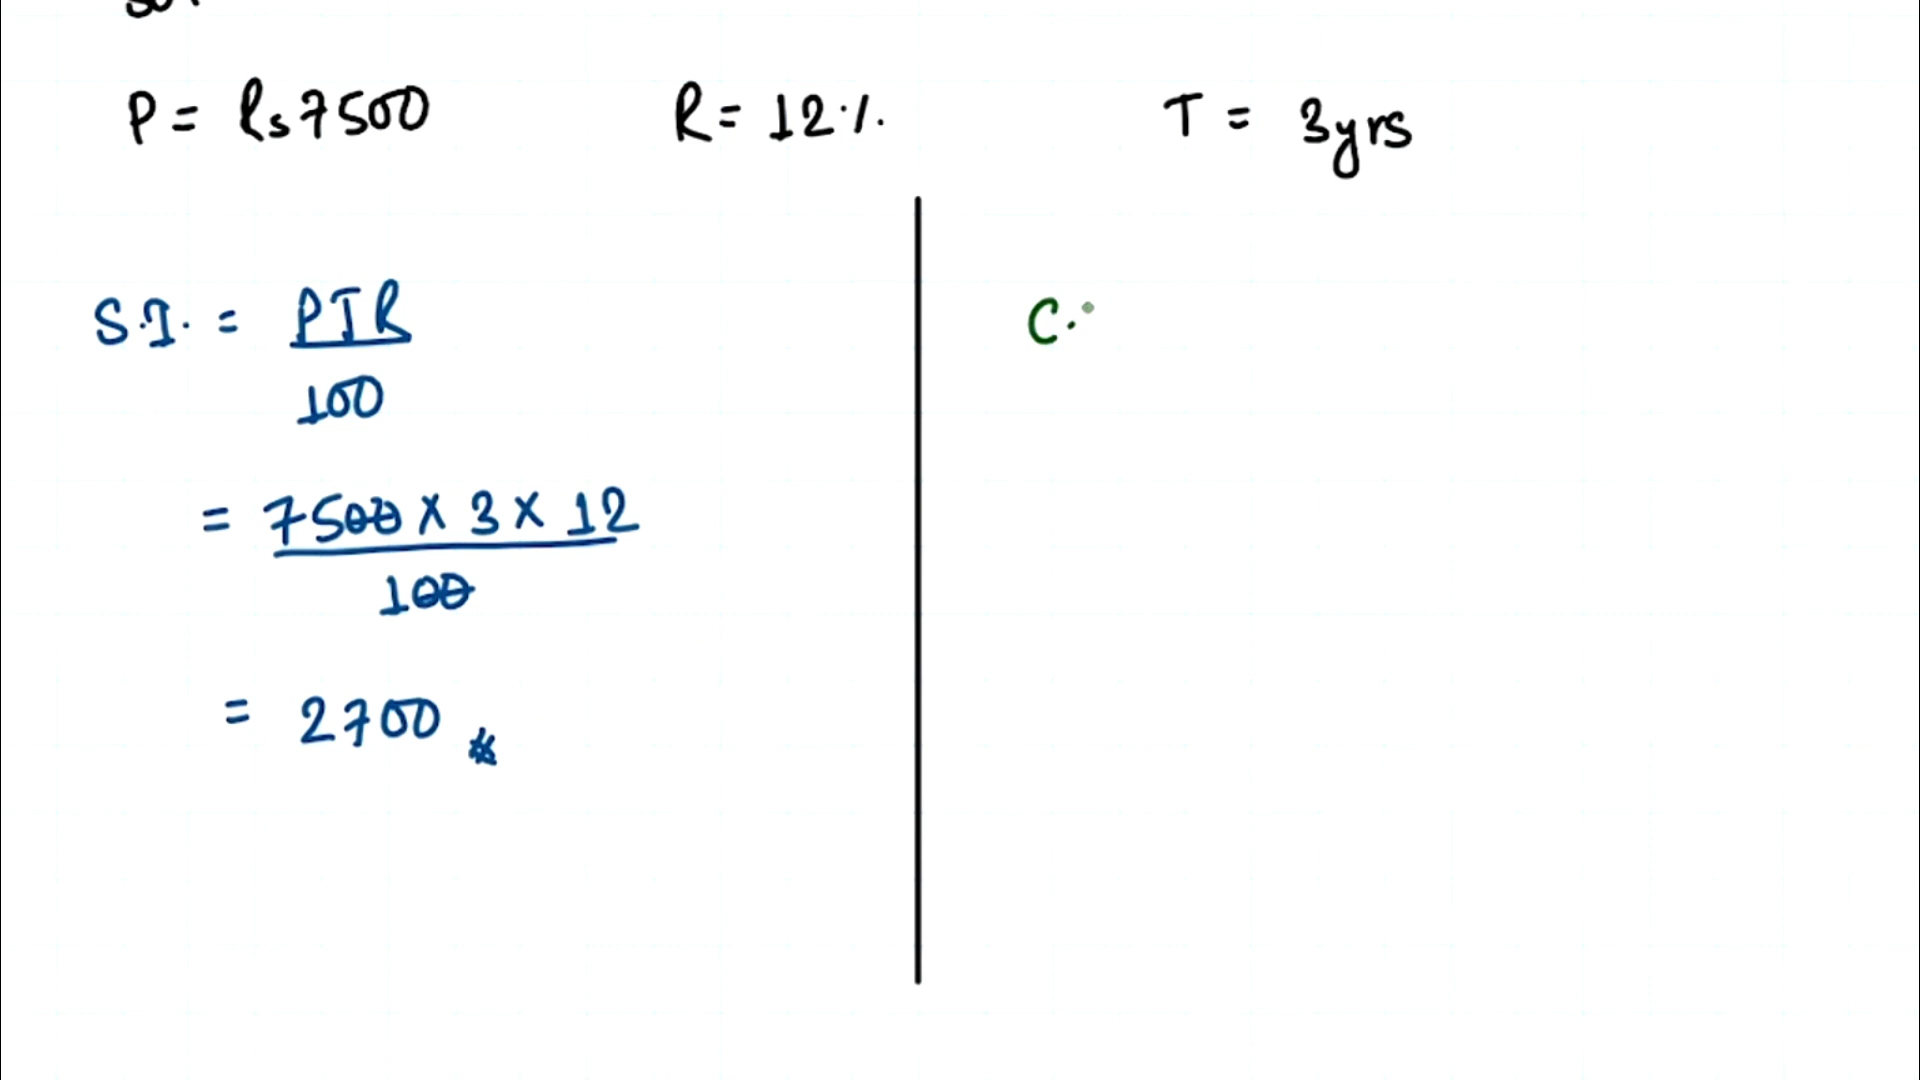 P = Rs 7500 R = 12% T = 3yrs
S.I. = PTR
100
= 7500 x 3 x 12
100
= 2700
C.